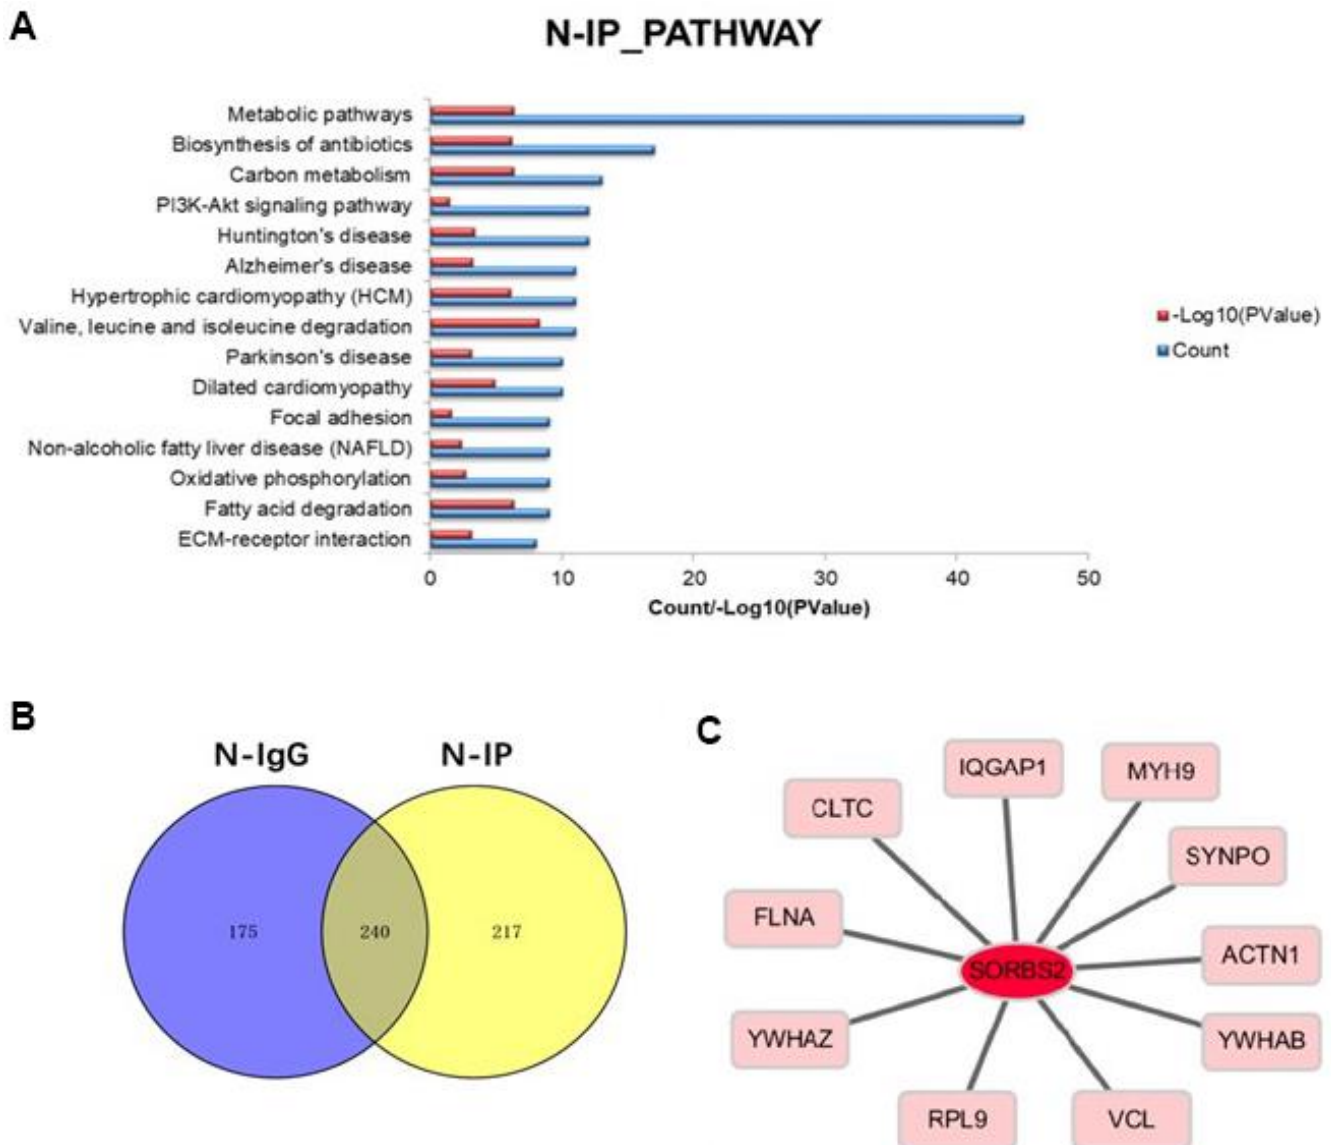 A
N-IP_PATHWAY
Metabolic pathways
Biosynthesis of antibiotics
Carbon metabolism
PI3K-Akt signaling pathway
Huntington's disease
Alzheimer's disease
Hypertrophic cardiomyopathy (HCM)
Valine, leucine and isoleucine degradation
Parkinson's disease
Dilated cardiomyopathy
Focal adhesion
Non-alcoholic fatty liver disease (NAFLD)
Oxidative phosphorylation
Fatty acid degradation
ECM-receptor interaction
0 10 20 30 40 50
Count/-Log10(PValue)
-Log10(PValue)
Count
B
N-IgG N-IP
175 240 217
C
IQGAP1
MYH9
CLTC
SYNPO
FLNA
ACTN1
SORBS2
YWHAZ
YWHAB
RPL9
VCL